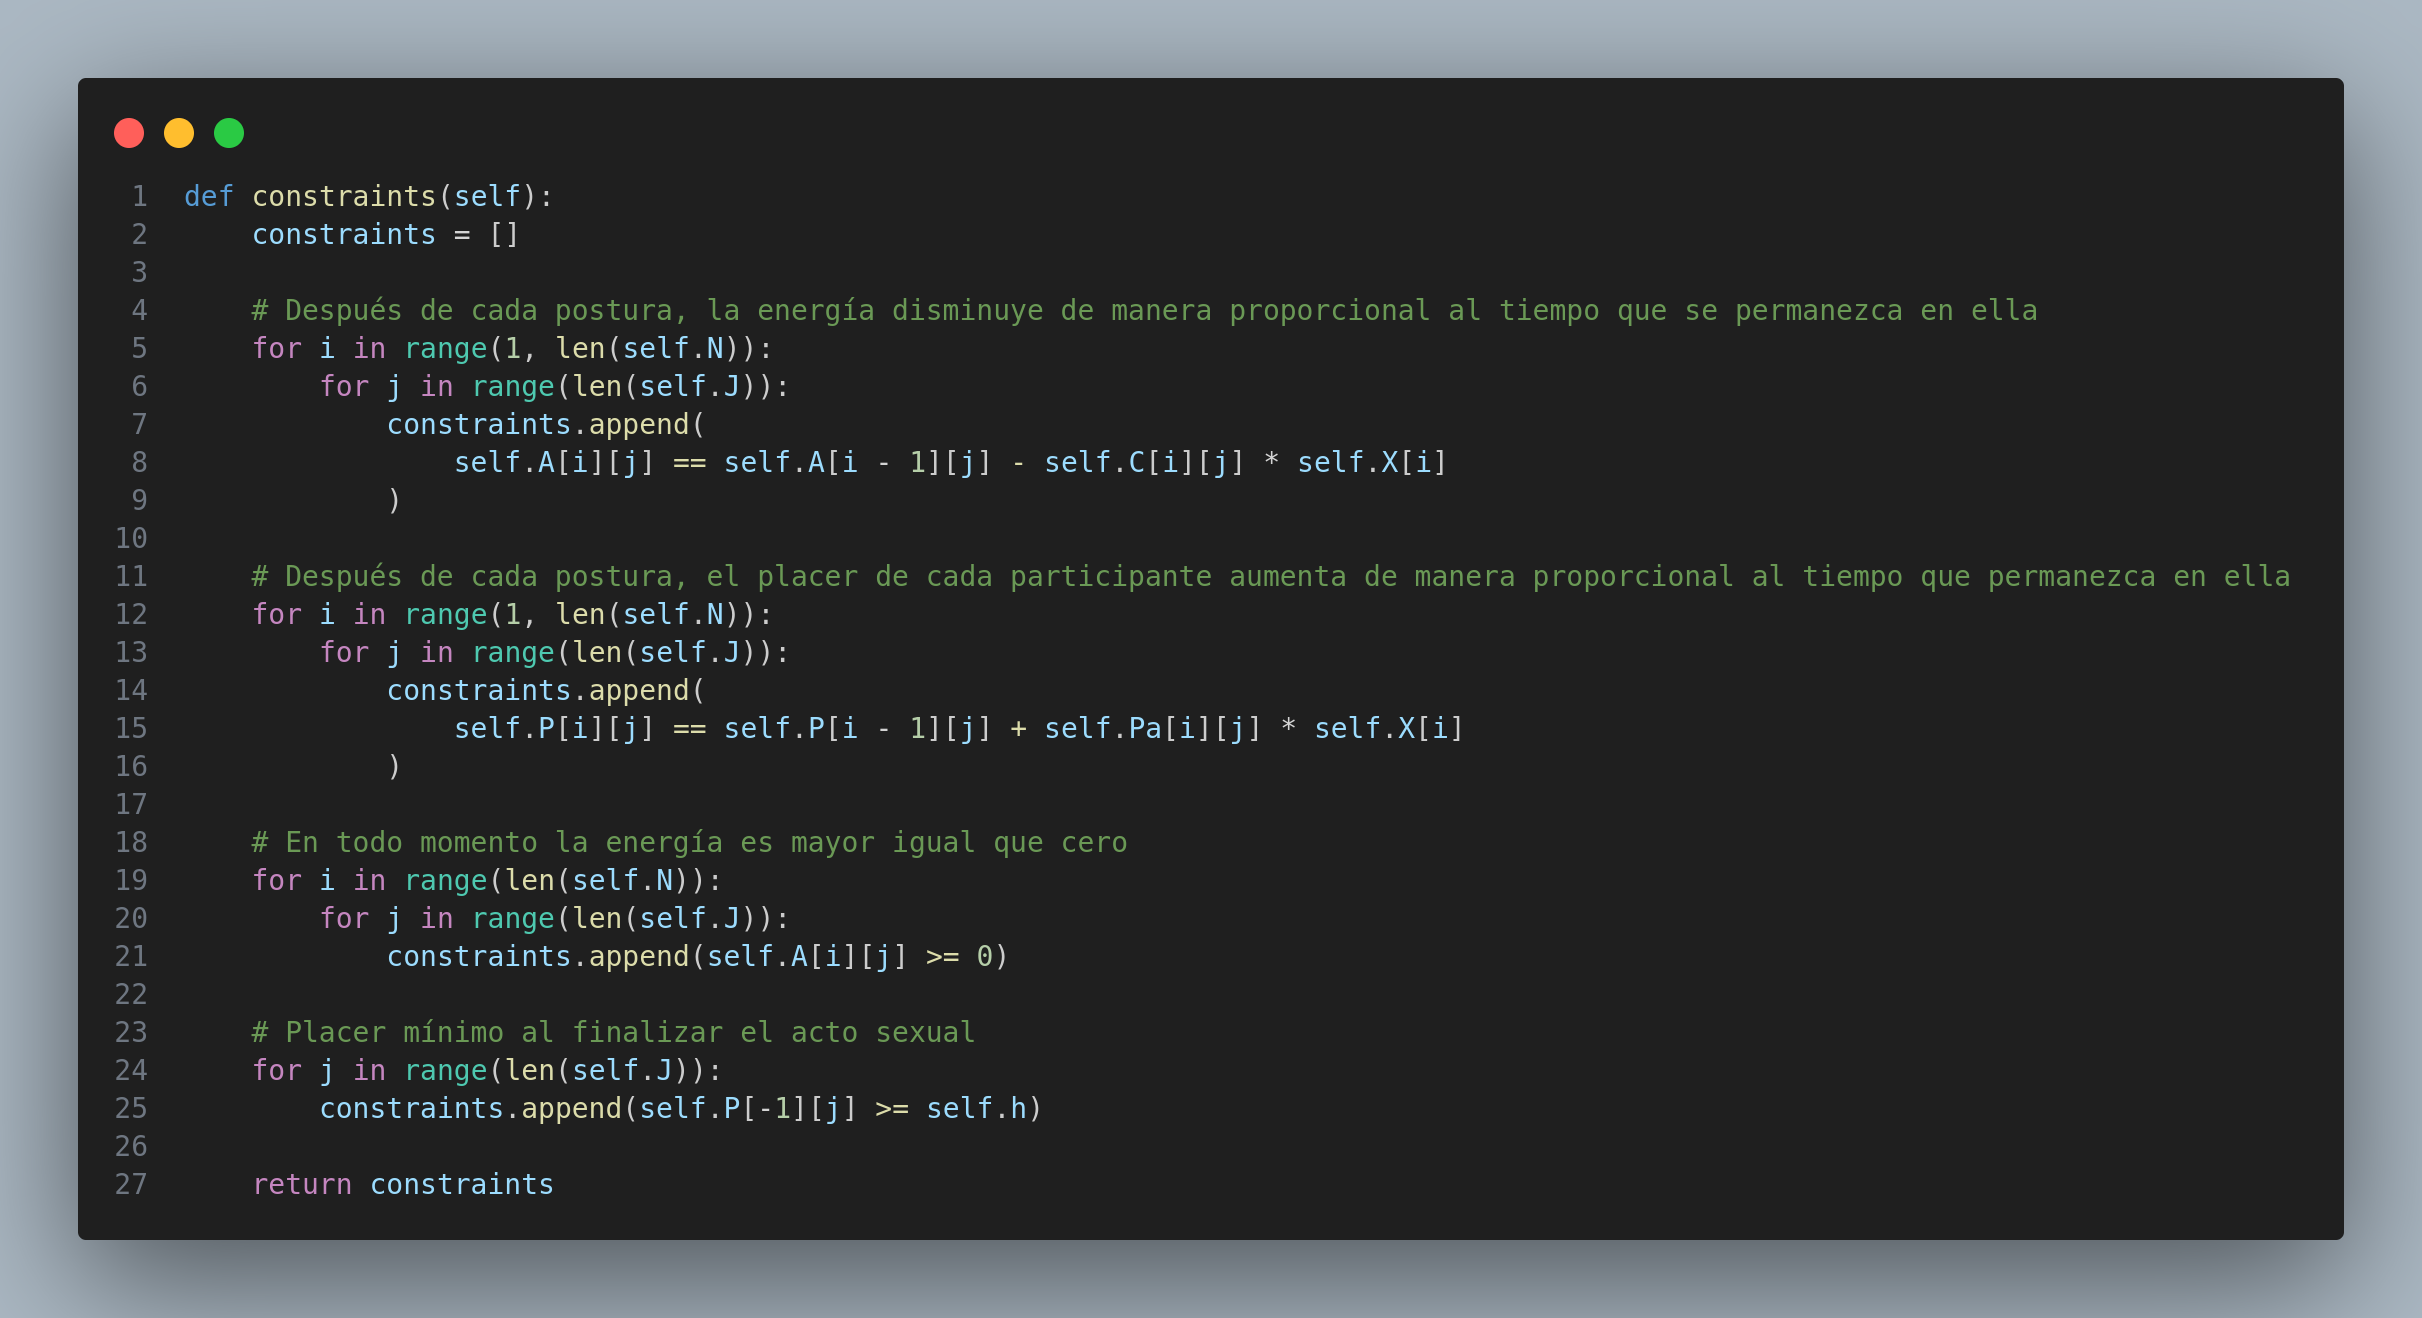 1 def constraints(self):
2     constraints = []
3
4     # Después de cada postura, la energía disminuye de manera proporcional al tiempo que se permanezca en ella
5     for i in range(1, len(self.N)):
6         for j in range(len(self.J)):
7             constraints.append(
8                 self.A[i][j] == self.A[i - 1][j] - self.C[i][j] * self.X[i]
9             )
10
11     # Después de cada postura, el placer de cada participante aumenta de manera proporcional al tiempo que permanezca en ella
12     for i in range(1, len(self.N)):
13         for j in range(len(self.J)):
14             constraints.append(
15                 self.P[i][j] == self.P[i - 1][j] + self.Pa[i][j] * self.X[i]
16             )
17
18     # En todo momento la energía es mayor igual que cero
19     for i in range(len(self.N)):
20         for j in range(len(self.J)):
21             constraints.append(self.A[i][j] >= 0)
22
23     # Placer mínimo al finalizar el acto sexual
24     for j in range(len(self.J)):
25         constraints.append(self.P[-1][j] >= self.h)
26
27     return constraints